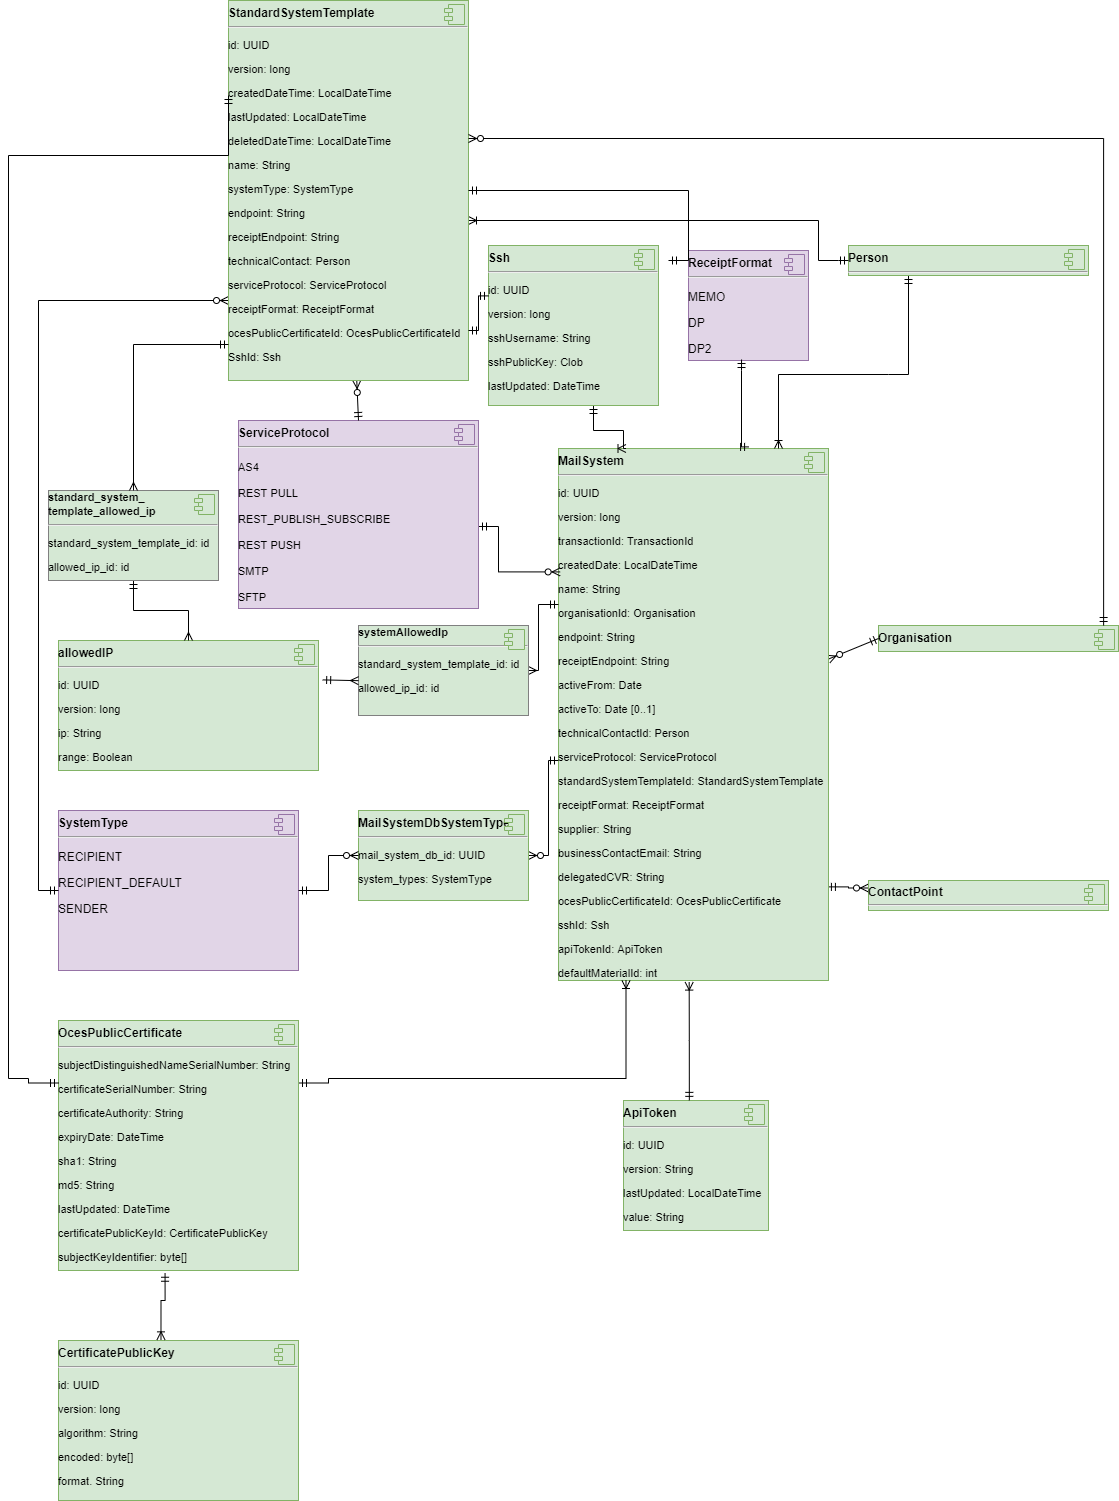 StandardSystemTemplate
id: UUID
version: long
createdDateTime: LocalDateTime
lastUpdated: LocalDateTime
deletedDateTime: LocalDateTime
name: String
systemType: SystemType
endpoint: String
receiptEndpoint: String
technicalContact: Person
serviceProtocol: ServiceProtocol
receiptFormat: ReceiptFormat
ocesPublicCertificateId: OcesPublicCertificateId
SshId: Ssh
Ssh
id: UUID
version: long
sshUsername: String
sshPublicKey: Clob
lastUpdated: DateTime
ReceiptFormat
MEMO
DP
DP2
Person
ServiceProtocol
AS4
REST PULL
REST_PUBLISH_SUBSCRIBE
REST PUSH
SMTP
SFTP
standard_system_
template_allowed_ip
standard_system_template_id: id
allowed_ip_id: id
MailSystem
id: UUID
version: long
transactionId: TransactionId
createdDate: LocalDateTime
name: String
organisationId: Organisation
endpoint: String
receiptEndpoint: String
activeFrom: Date
activeTo: Date [0..1]
technicalContactId: Person
serviceProtocol: ServiceProtocol
standardSystemTemplateId: StandardSystemTemplate
receiptFormat: ReceiptFormat
supplier: String
businessContactEmail: String
delegatedCVR: String
ocesPublicCertificateId: OcesPublicCertificate
sshId: Ssh
apiTokenId: ApiToken
defaultMaterialId: int
allowedIP
id: UUID
version: long
ip: String
range: Boolean
systemAllowedIp
standard_system_template_id: id
allowed_ip_id: id
Organisation
SystemType
RECIPIENT
RECIPIENT_DEFAULT
SENDER
MailSystemDbSystemType
mail_system_db_id: UUID
system_types: SystemType
ContactPoint
OcesPublicCertificate
subjectDistinguishedNameSerialNumber: String
certificateSerialNumber: String
certificateAuthority: String
expiryDate: DateTime
sha1: String
md5: String
lastUpdated: DateTime
certificatePublicKeyId: CertificatePublicKey
subjectKeyIdentifier: byte[]
ApiToken
id: UUID
version: String
lastUpdated: LocalDateTime
value: String
CertificatePublicKey
id: UUID
version: long
algorithm: String
encoded: byte[]
format. String